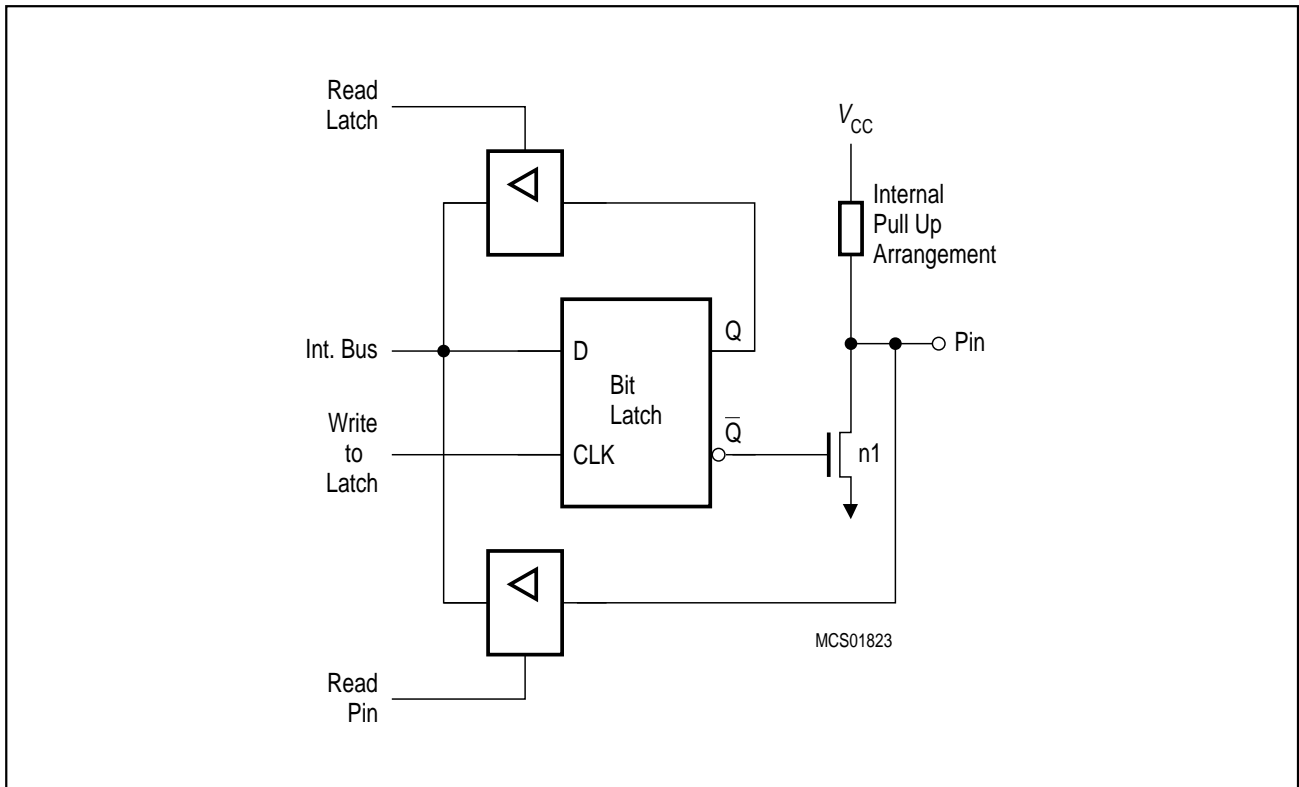 Read
Latch
V CC
Internal
Pull Up
Arrangement
Int. Bus
D
Q
Pin
Bit
Latch
Write
to
Latch
CLK
Q̅
n1
MCS01823
Read
Pin